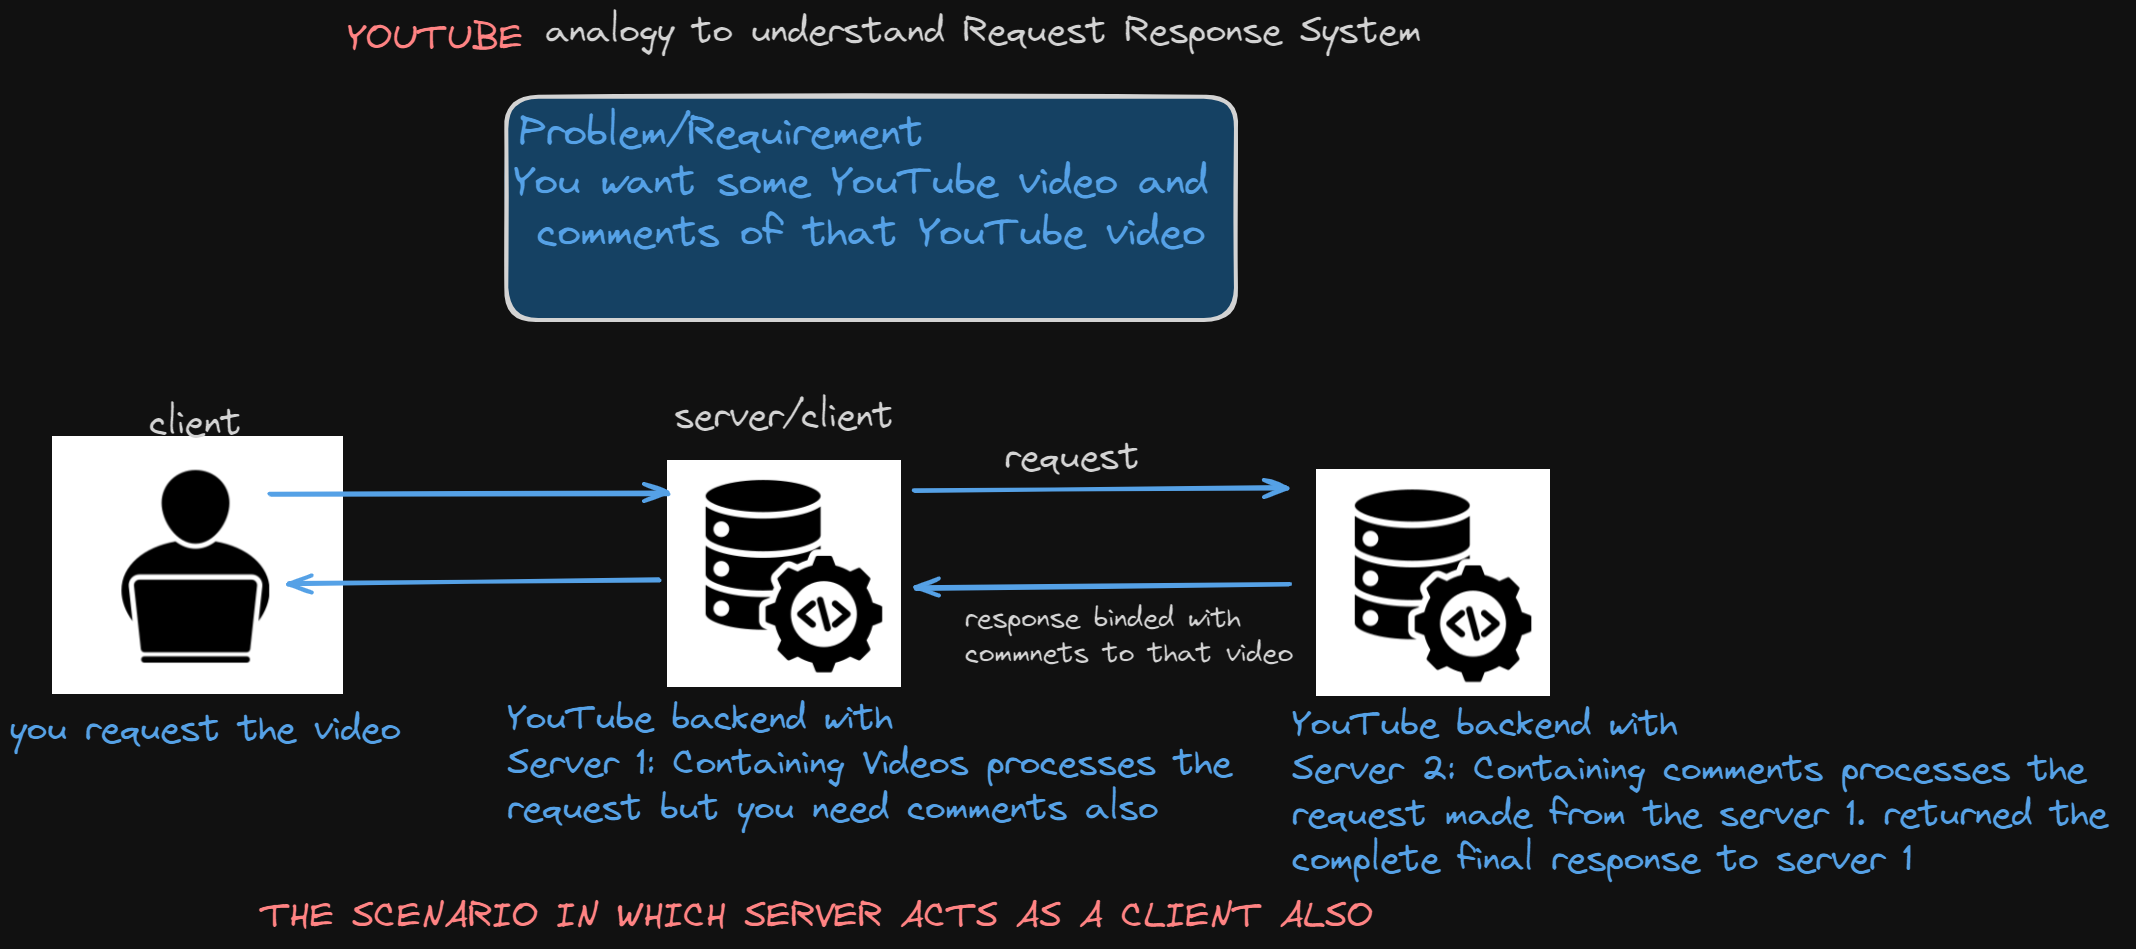 YOUTUBE analogy to understand Request Response System
Problem/Requirement
You want some YouTube video and
comments of that YouTube video
client
server/client
request
response binded with
commnets to that video
you request the video
YouTube backend with
Server 1: Containing Videos processes the
request but you need comments also
YouTube backend with
Server 2: Containing comments processes the
request made from the server 1. returned the
complete final response to server 1
THE SCENARIO IN WHICH SERVER ACTS AS A CLIENT ALSO